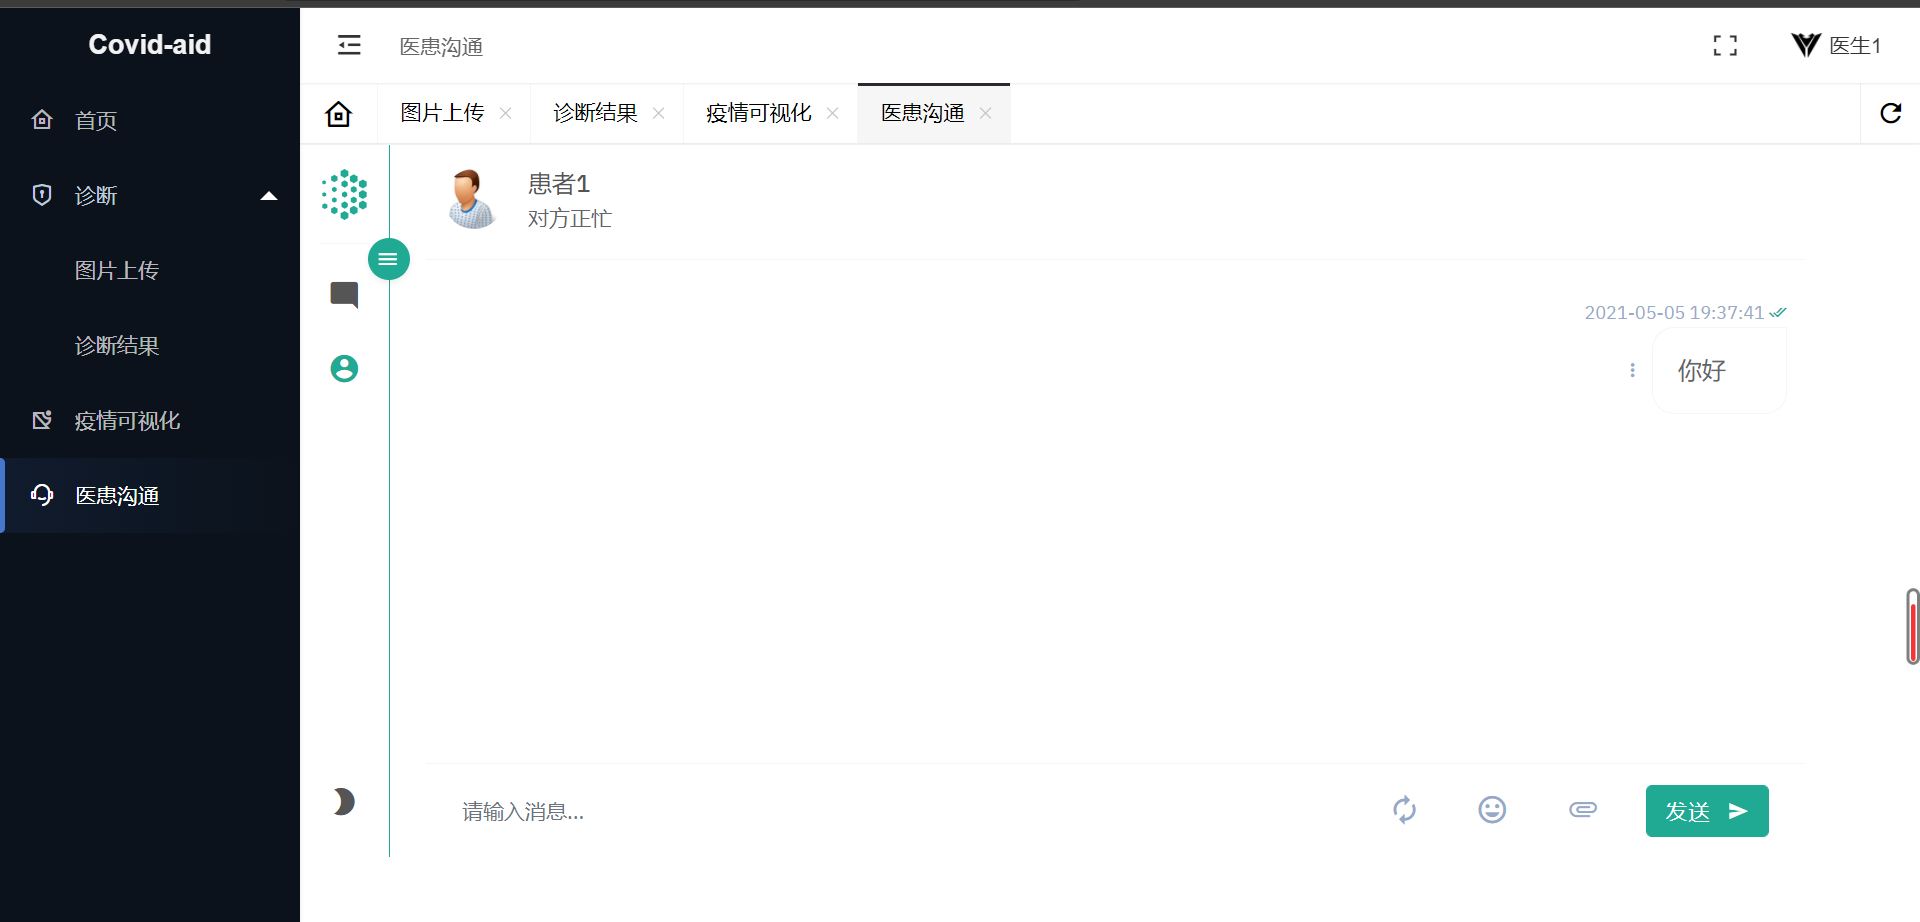 Covid-aid
首页
诊断
图片上传
诊断结果
疫情可视化
医患沟通
医患沟通
医生1
图片上传
诊断结果
疫情可视化
医患沟通
患者1
对方正忙
2021-05-05 19:37:41
你好
请输入消息...
发送